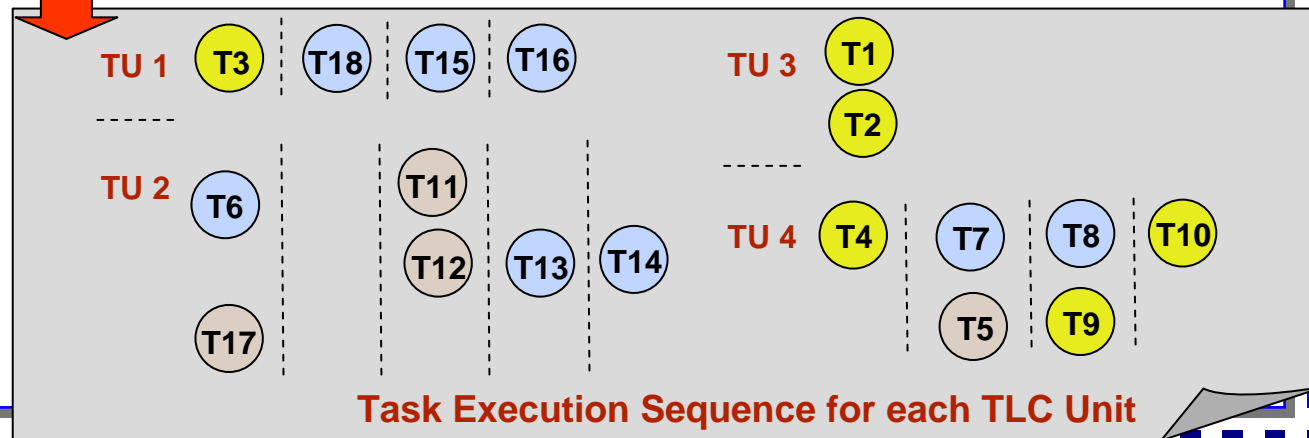 TU 1
T3
T18
T15
T16
TU 2
T6
T11
T12
T13
T14
T17
TU 3
T1
T2
TU 4
T4
T7
T8
T10
T5
T9
Task Execution Sequence for each TLC Unit